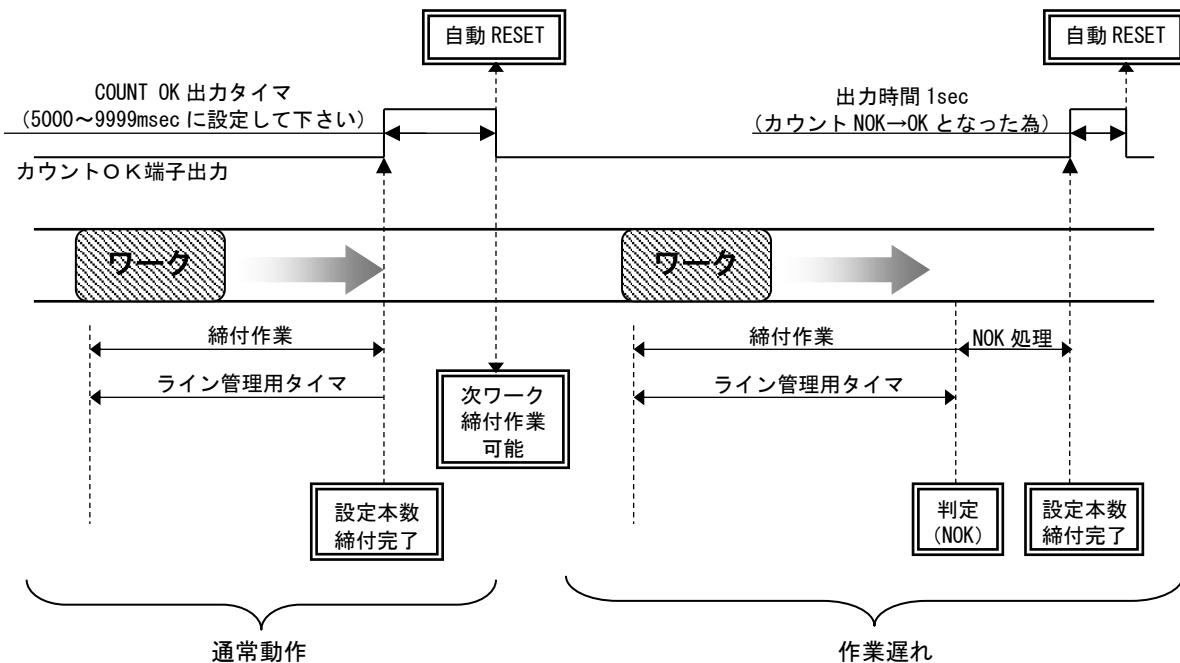 自動 RESET
自動 RESET
COUNT OK 出力タイマ
（5000～9999msec に設定して下さい）
出力時間 1sec
（カウント NOK→OK となった為）
カウントＯＫ端子出力
ワーク
ワーク
締付作業
締付作業
NOK 処理
ライン管理用タイマ
ライン管理用タイマ
次ワーク
締付作業
可能
設定本数
締付完了
判定
(NOK)
設定本数
締付完了
通常動作
作業遅れ